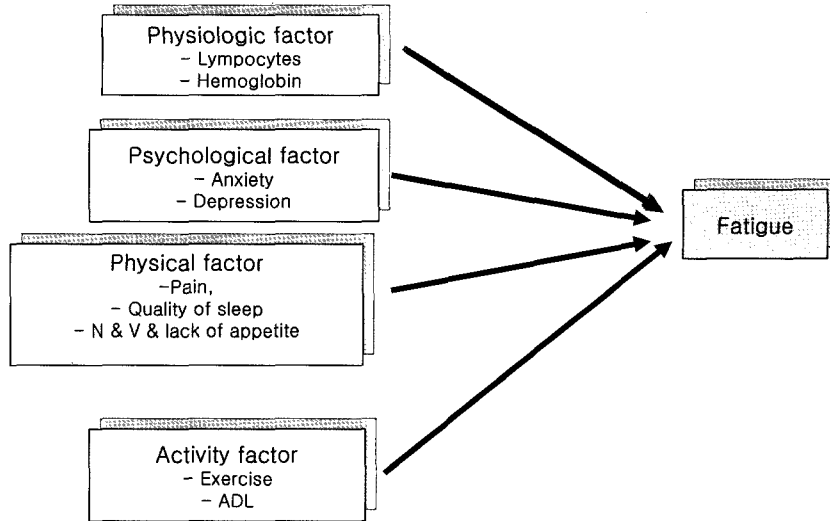 Physiologic factor
- Lympocytes
- Hemoglobin
Psychological factor
- Anxiety
- Depression
Physical factor
-Pain,
- Quality of sleep
- N & V & lack of appetite
Activity factor
- Exercise
- ADL
Fatigue